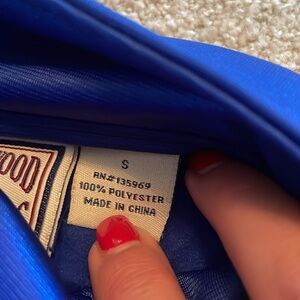 OOD
S
RN#135969
100% POLYESTER
MADE IN CHINA